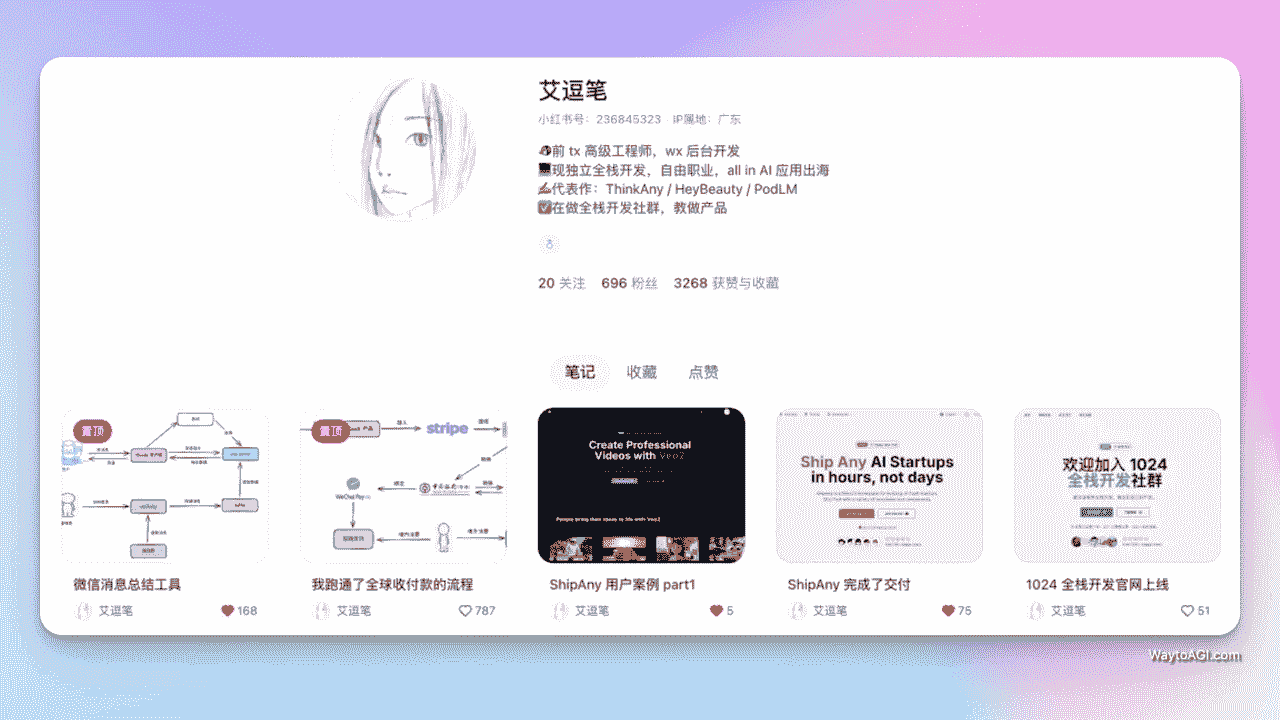 艾逗笔
小红书号：236845323 IP属地：广东
前 tx 高级工程师，wx 后台开发
现独立全栈开发，自由职业，all in AI 应用出海
代表作：ThinkAny / HeyBeauty / PodLM
在做全栈开发社群，教做产品
20 关注 696 粉丝 3268 获赞与收藏
笔记 收藏 点赞
置顶
置顶
产品
stripe
WeChat Pay
Create Professional
Videos with Veo2
Ship Any AI Startups
in hours, not days
欢迎加入 1024
全栈开发社群
微信消息总结工具
艾逗笔 168
我跑通了全球收付款的流程
艾逗笔 787
ShipAny 用户案例 part1
艾逗笔 5
ShipAny 完成了交付
艾逗笔 75
1024 全栈开发官网上线
艾逗笔 51
WaytoAGI.com